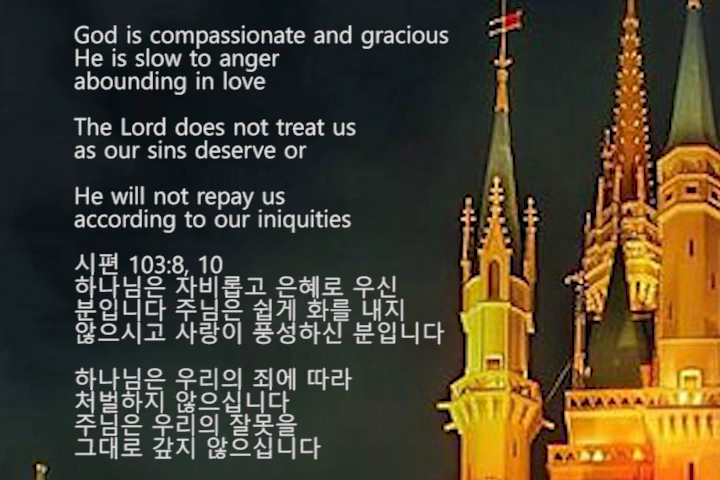 God is compassionate and gracious
He is slow to anger
abounding in love
The Lord does not treat us
as our sins deserve or
He will not repay us
according to our iniquities
시편 103:8, 10
하나님은 자비롭고 은혜로 우신
분입니다 주님은 쉽게 화를 내지
않으시고 사랑이 풍성하신 분입니다
하나님은 우리의 죄에 따라
처벌하지 않으십니다
주님은 우리의 잘못을
그대로 갚지 않으십니다